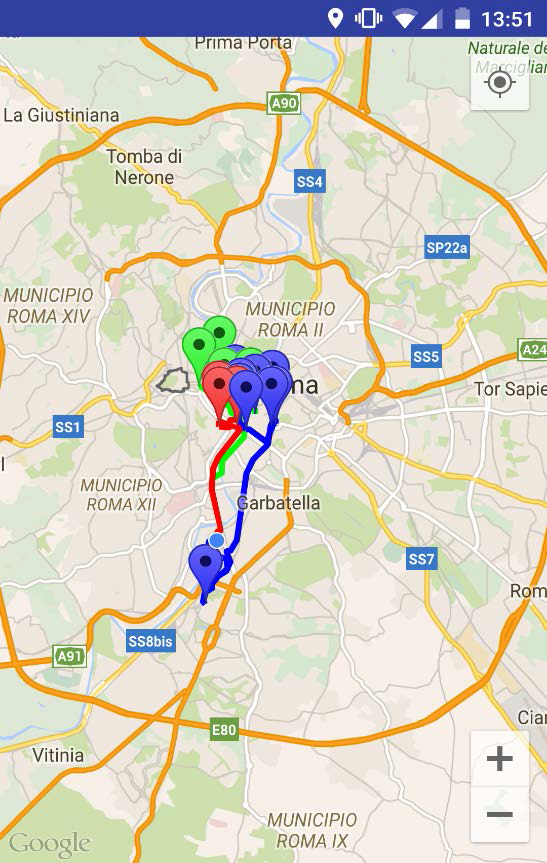 13:51
Prima Porta
Naturale de
Marciglian
A90
La Giustiniana
Tomba di
Nerone
SS4
SP22a
MUNICIPIO
ROMA XIV
MUNICIPIO
ROMA II
SS5
A24
ma
Tor Sapie
SS1
MUNICIPIO
ROMA XII
Garbatella
SS7
Rom
SS8bis
A91
Cian
E80
Vitinia
+
−
MUNICIPIO
ROMA IX
Google